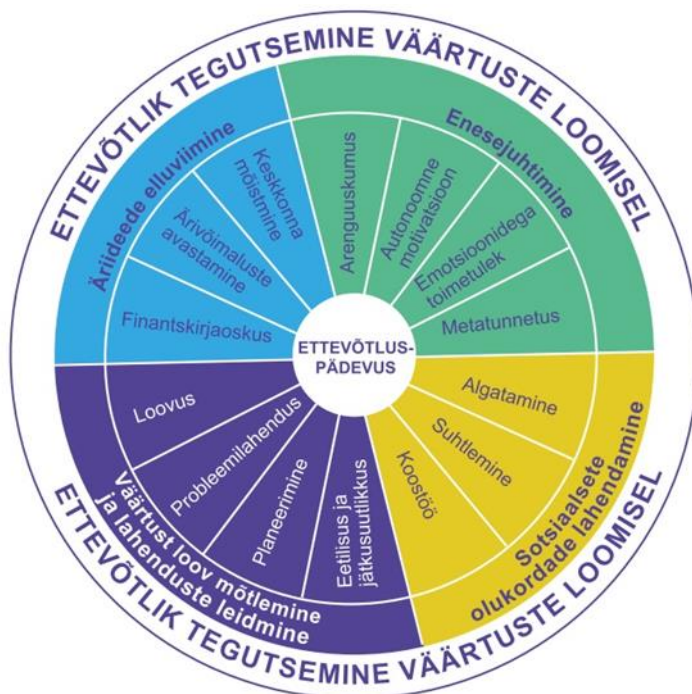 ETTEVÕTLIK TEGUTSEMINE VÄÄRTUSTE LOOMISEL
Enesejuhtimine
Arenguuskumus
Autonoomne
motivatsioon
Emotsioonidega
toimetulek
Metatunnetus
Sotsiaalsete
olukordade lahendamine
Algatamine
Suhtlemine
Koostöö
Väärtust loov mõtlemine
ja lahenduste leidmine
Eetilisus ja
jätkusuutlikkus
Planeerimine
Probleemilahendus
Loovus
Äriideede elluviimine
Finantskirjaoskus
Ärivõimaluste
avastamine
Keskkonna
mõistmine
ETTEVÕTLUS-
PÄDEVUS
ETTEVÕTLIK TEGUTSEMINE VÄÄRTUSTE LOOMISEL